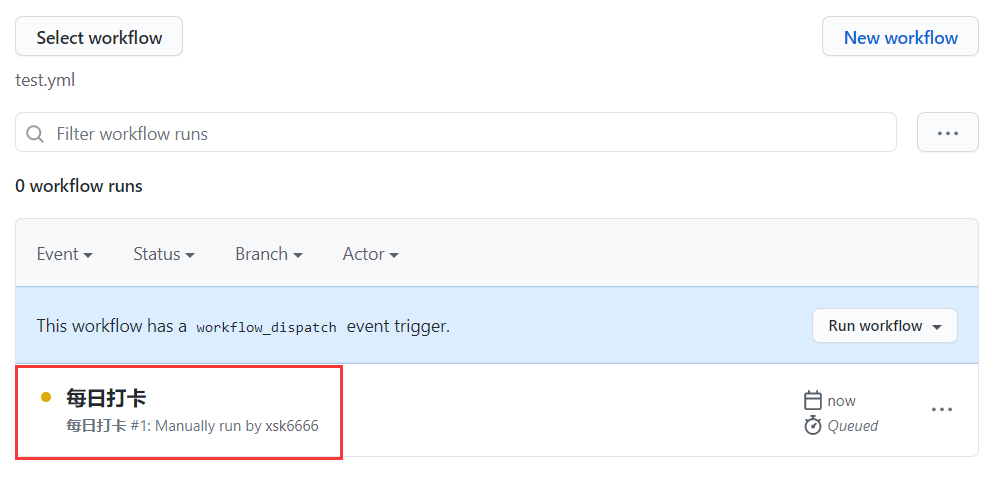 Select workflow
New workflow
test.yml
Filter workflow runs
0 workflow runs
Event Status Branch Actor
This workflow has a workflow_dispatch event trigger.
Run workflow
每日打卡
now
每日打卡 #1: Manually run by xsk6666
Queued